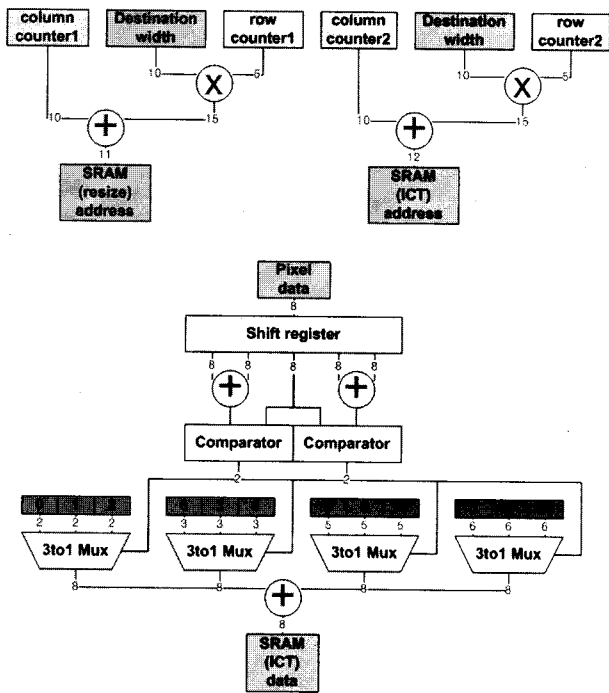 column
counter1
Destination
width
row
counter1
column
counter2
Destination
width
row
counter2
10
6
X
10
6
X
10
15
+
10
15
+
11
12
SRAM
(resize)
address
SRAM
(ICT)
address
Pixel
data
8
Shift register
8 8 8 8 8
+ +
Comparator Comparator
2 2
2 2 2
3 3 3
5 5 5
6 6 6
3to1 Mux 3to1 Mux 3to1 Mux 3to1 Mux
8 8 8 8
+
8
SRAM
(ICT)
data